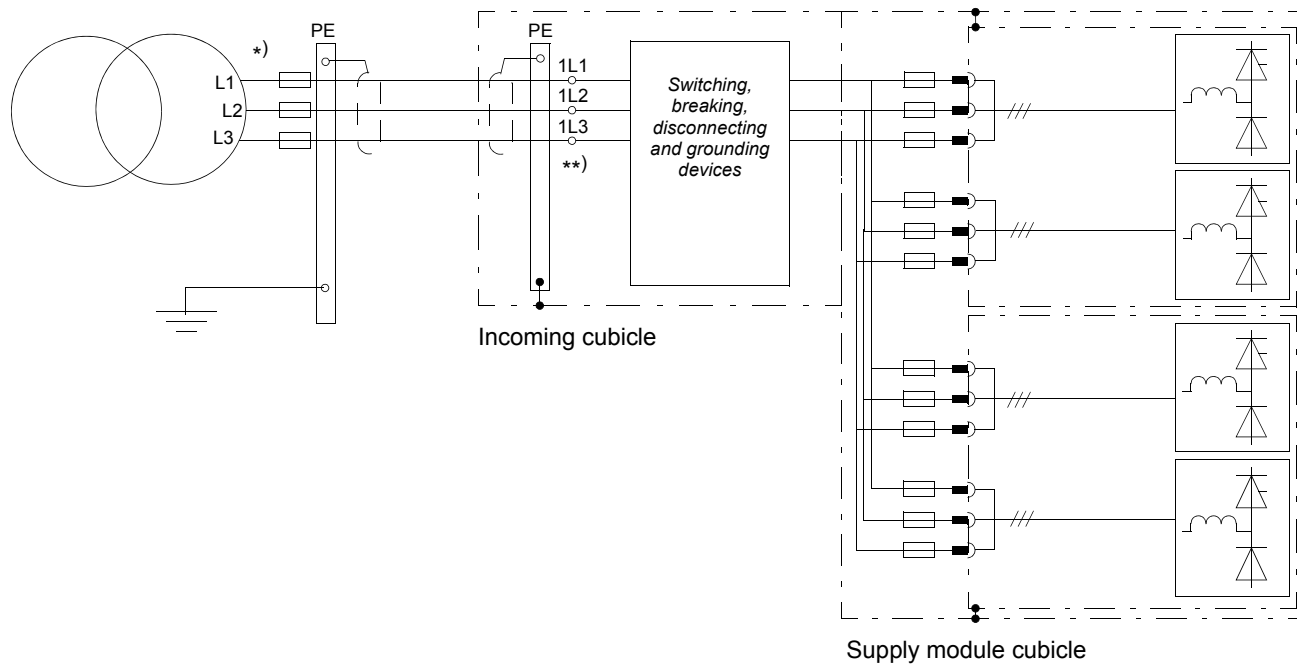 *)
PE
PE
L1
L2
L3
1L1
1L2
1L3
**)
Switching,
breaking,
disconnecting
and grounding
devices
Incoming cubicle
Supply module cubicle